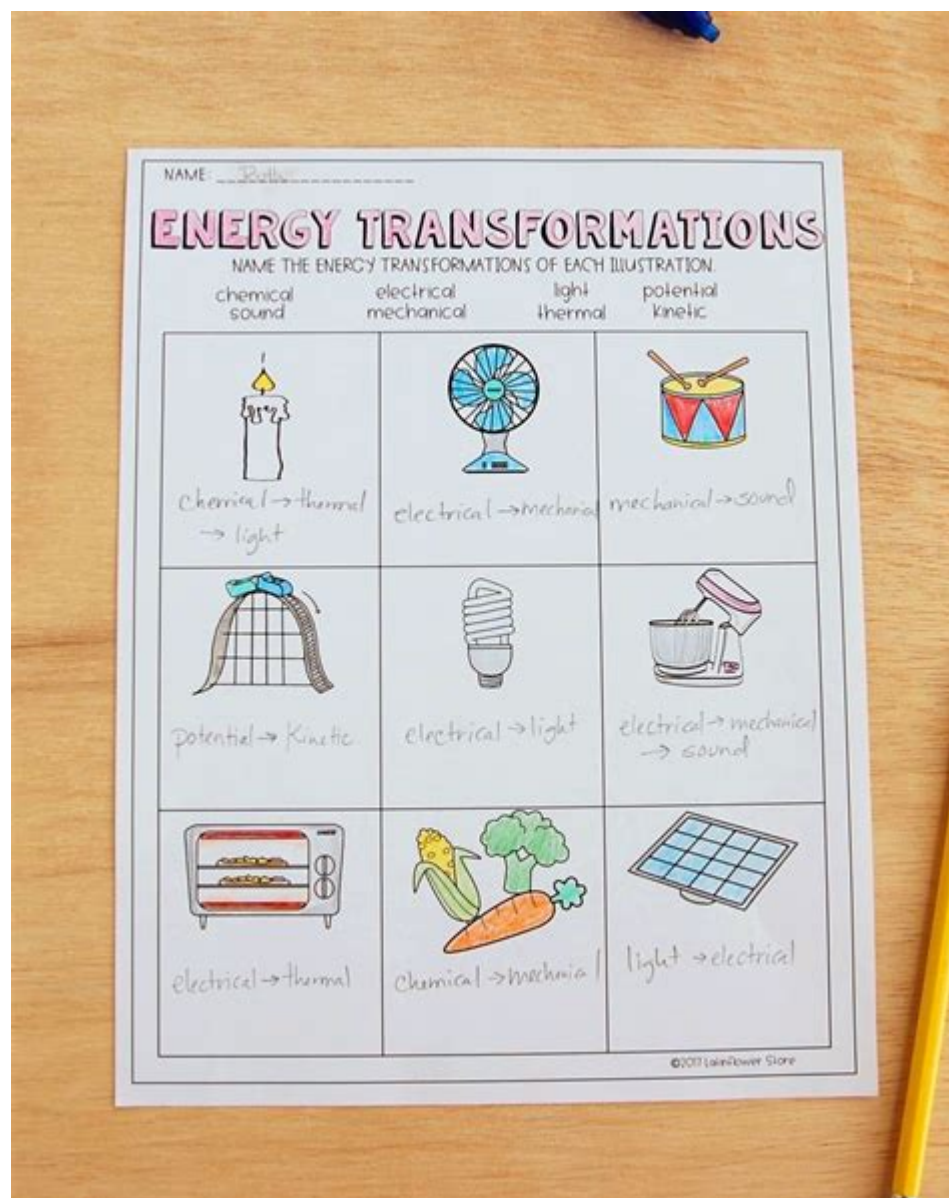 NAME: Ruth
ENERGY TRANSFORMATIONS
NAME THE ENERGY TRANSFORMATIONS OF EACH ILLUSTRATION.
chemical electrical light potential
sound mechanical thermal kinetic
chemical → thermal
→ light
electrical → mechanical
mechanical → sound
potential → Kinetic
electrical → light
electrical → mechanical
→ sound
electrical → thermal
chemical → mechanical
light → electrical
©2017 Lainflower Store